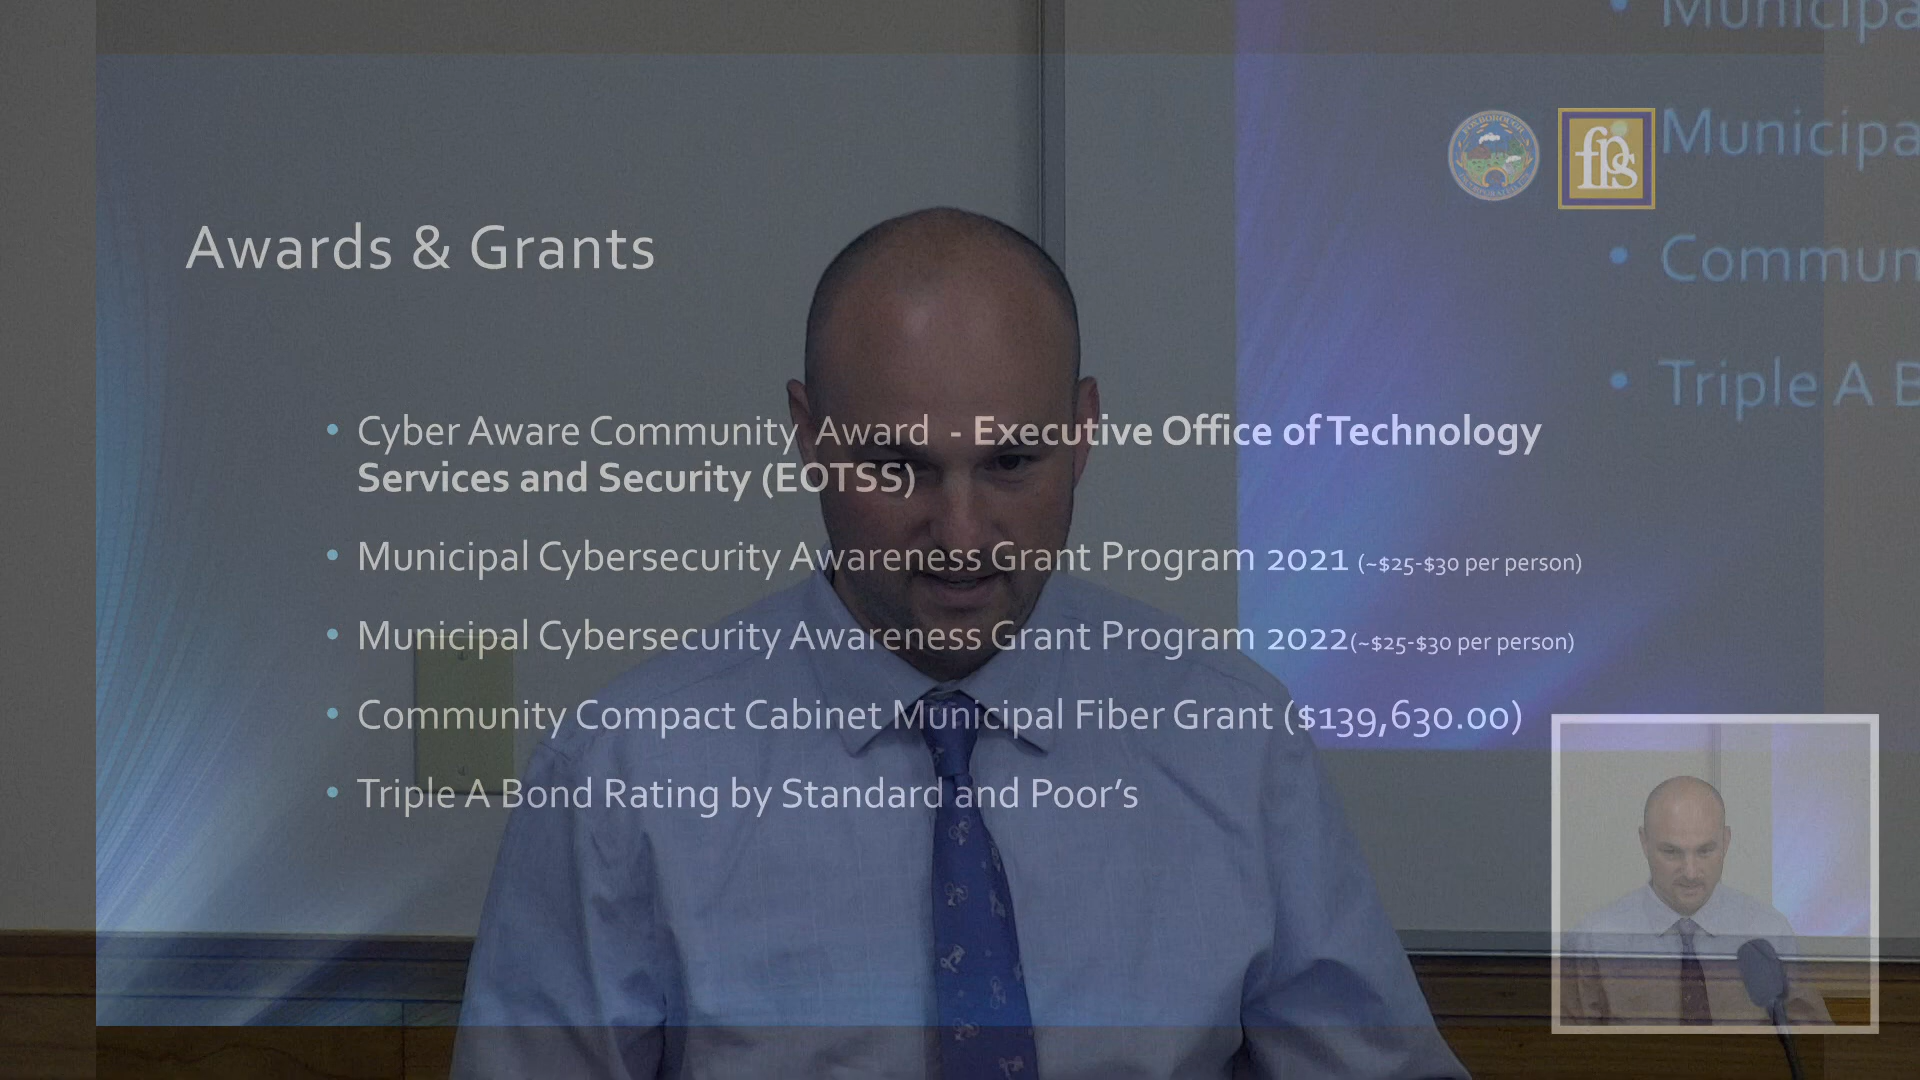 Municipa
Municipa
fps
FOXBOROUGH
Awards & Grants
Commun
Triple A B
• Cyber Aware Community Award - Executive Office of Technology
Services and Security (EOTSS)
• Municipal Cybersecurity Awareness Grant Program 2021 (~$25-$30 per person)
• Municipal Cybersecurity Awareness Grant Program 2022(~$25-$30 per person)
• Community Compact Cabinet Municipal Fiber Grant ($139,630.00)
• Triple A Bond Rating by Standard and Poor’s